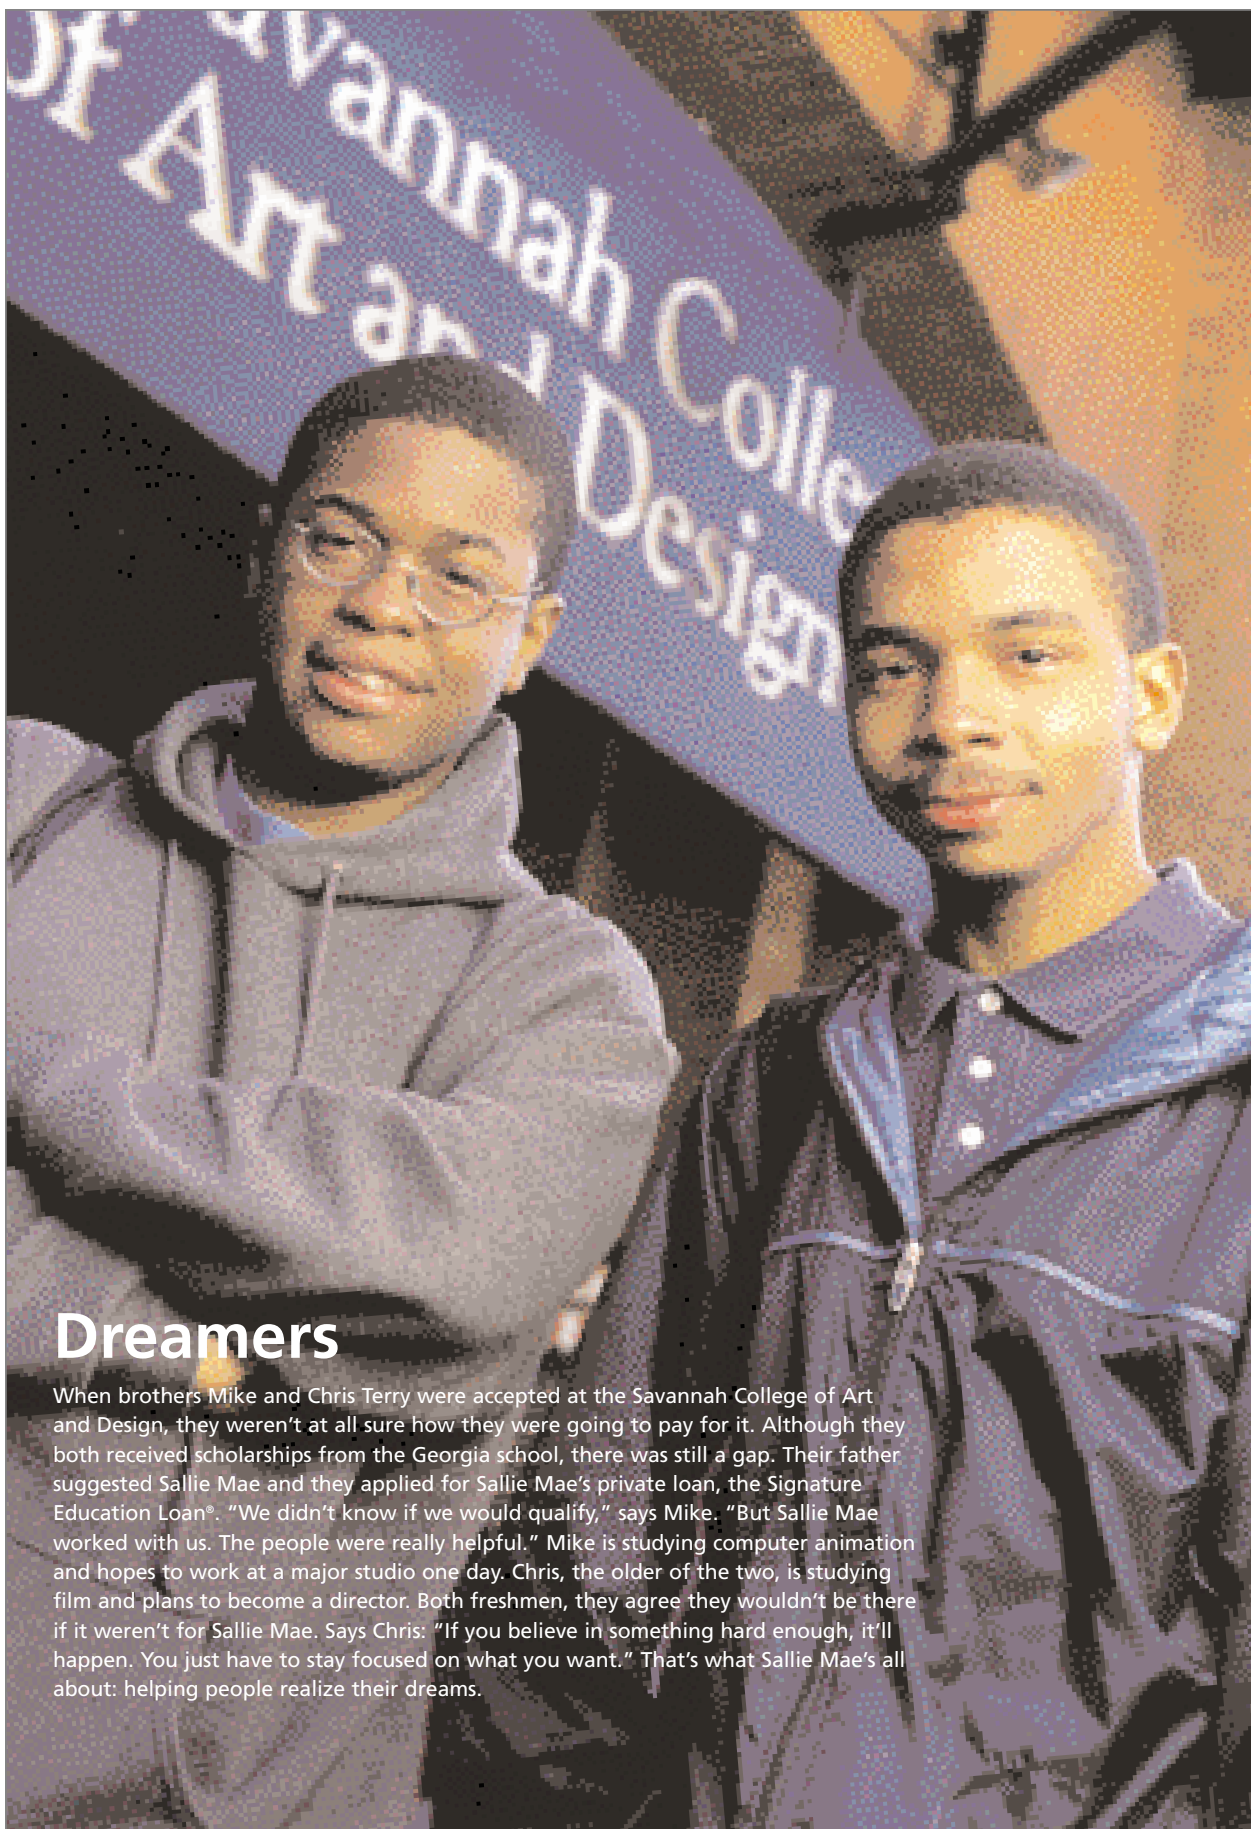 avannah Colle
of Art and Design
Dreamers
When brothers Mike and Chris Terry were accepted at the Savannah College of Art
and Design, they weren’t at all sure how they were going to pay for it. Although they
both received scholarships from the Georgia school, there was still a gap. Their father
suggested Sallie Mae and they applied for Sallie Mae’s private loan, the Signature
Education Loan®. “We didn’t know if we would qualify,” says Mike. “But Sallie Mae
worked with us. The people were really helpful.” Mike is studying computer animation
and hopes to work at a major studio one day. Chris, the older of the two, is studying
film and plans to become a director. Both freshmen, they agree they wouldn’t be there
if it weren’t for Sallie Mae. Says Chris: “If you believe in something hard enough, it’ll
happen. You just have to stay focused on what you want.” That’s what Sallie Mae’s all
about: helping people realize their dreams.